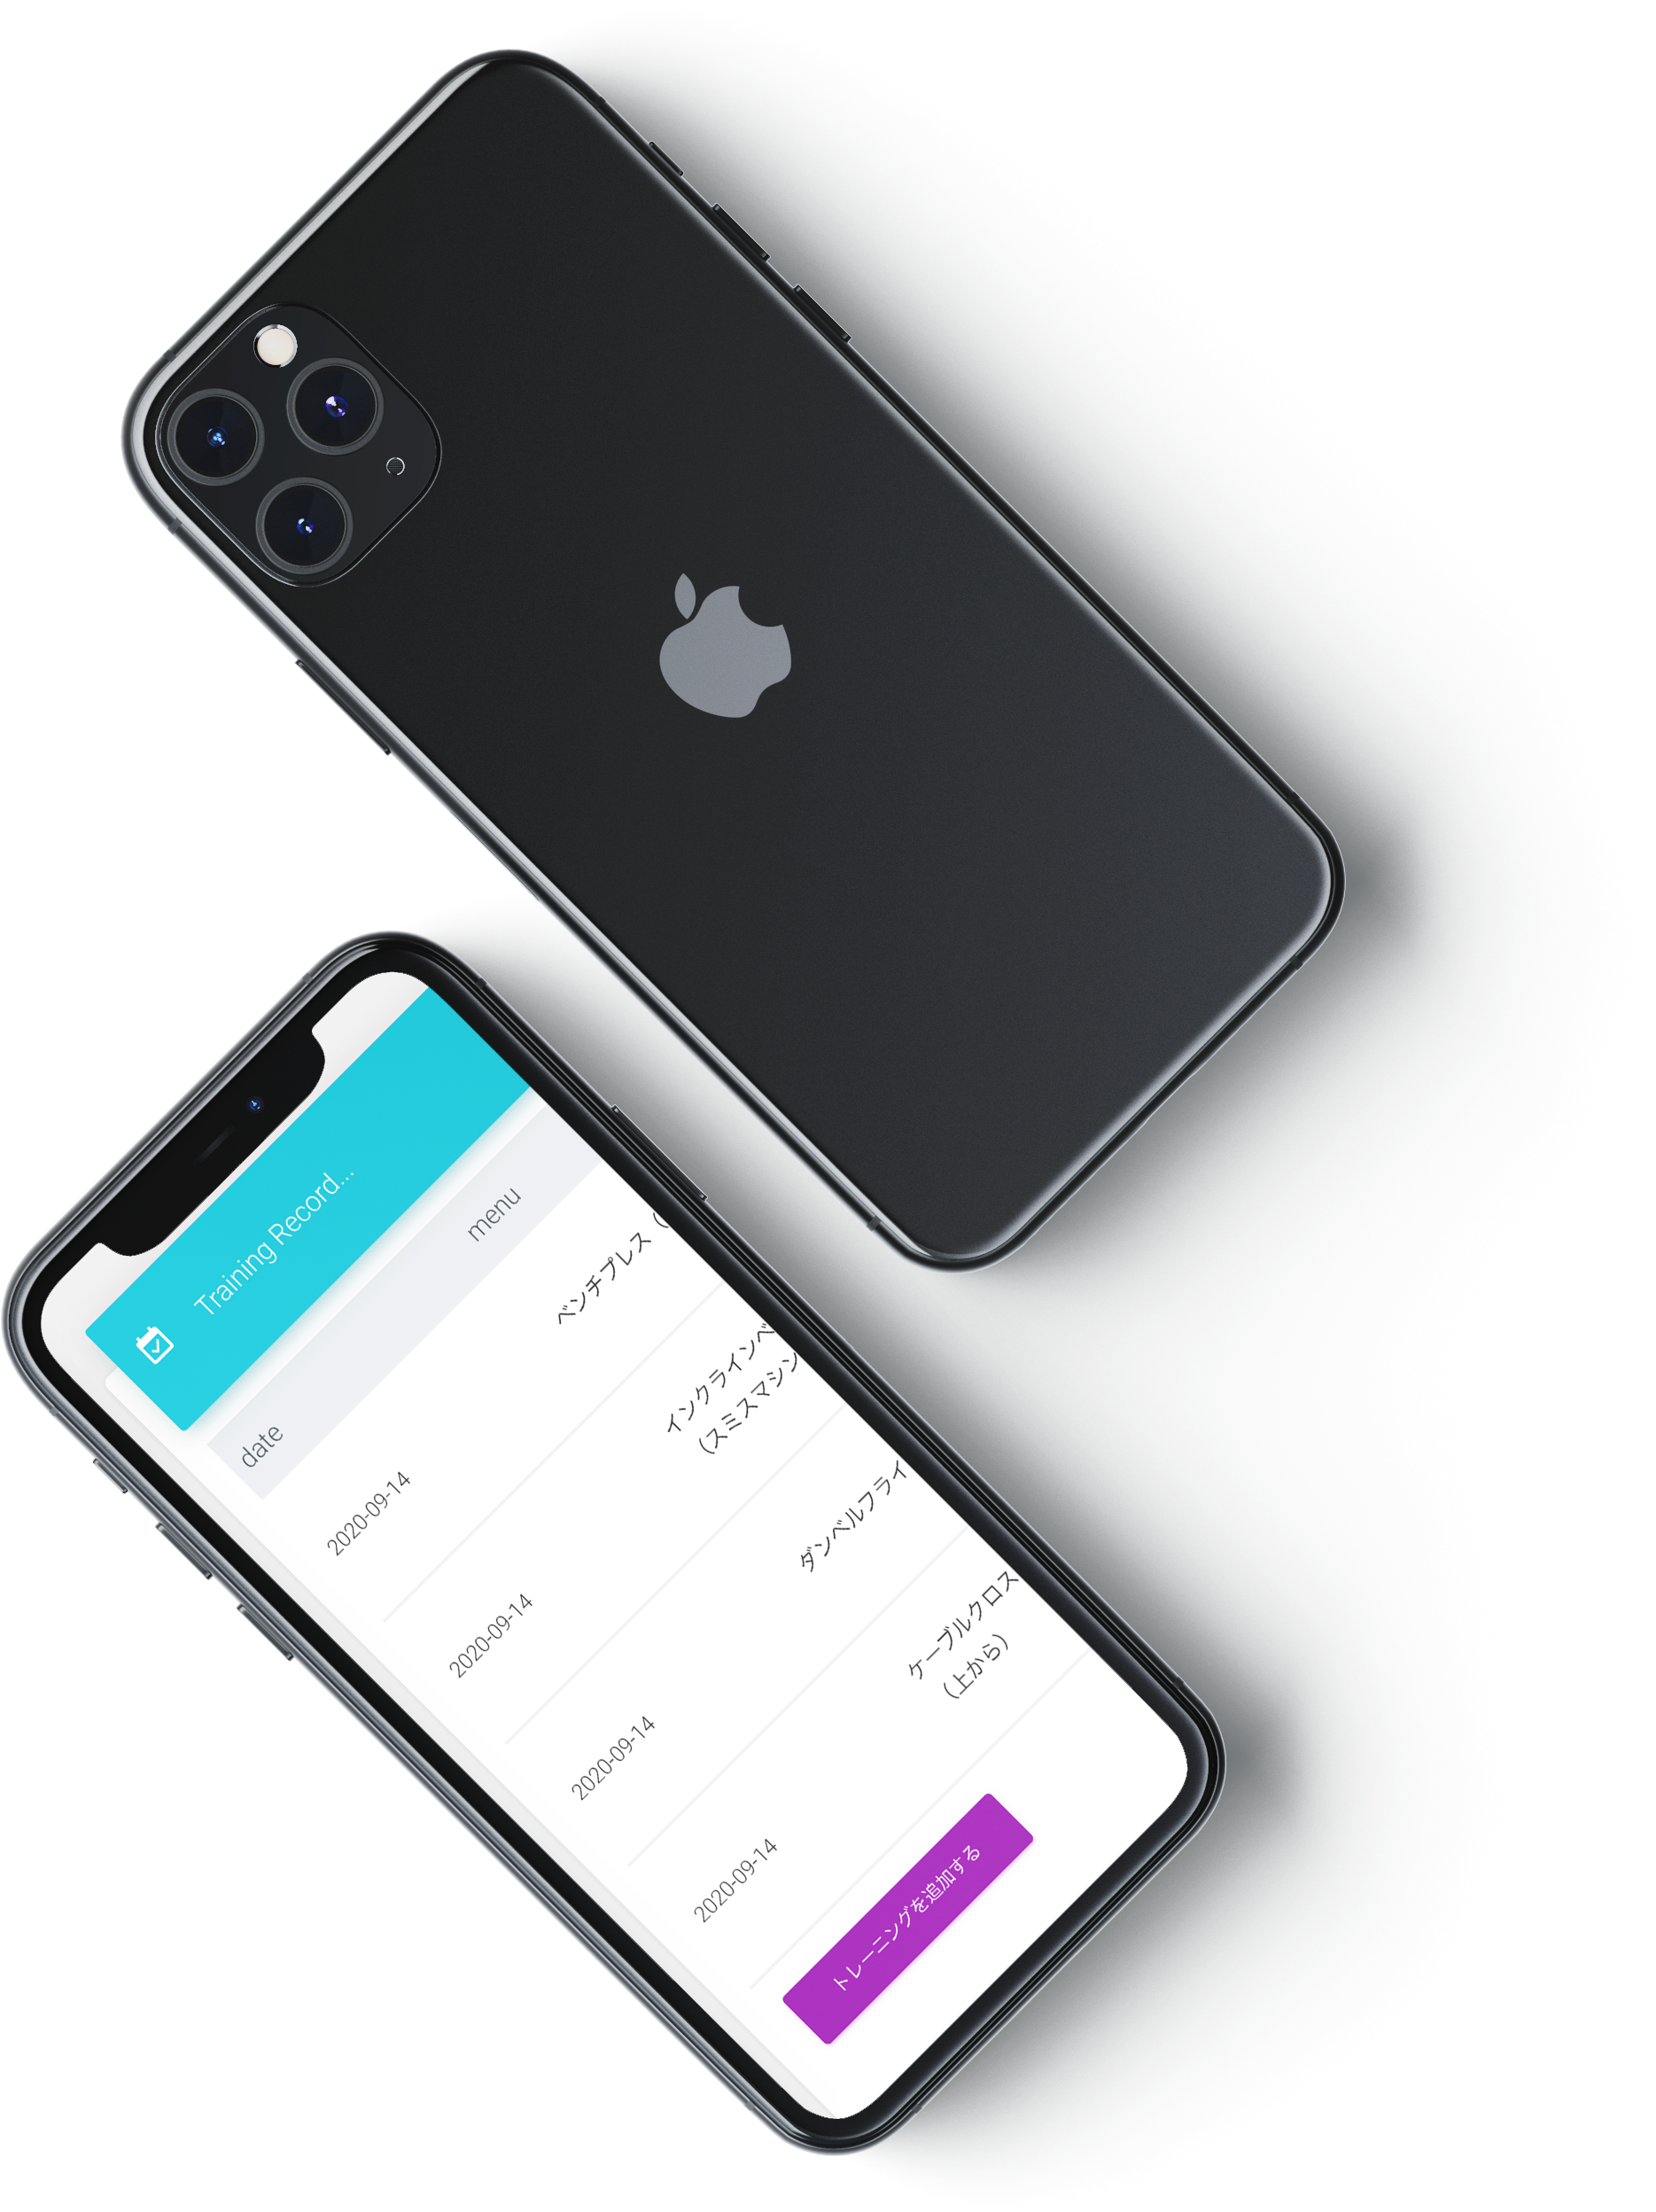 Training Record...
date menu
2020-09-14 ベンチプレス（
2020-09-14 インクラインベ
（スミスマシン
2020-09-14 ダンベルフライ
2020-09-14 ケーブルクロス
（上から）
トレーニングを追加する